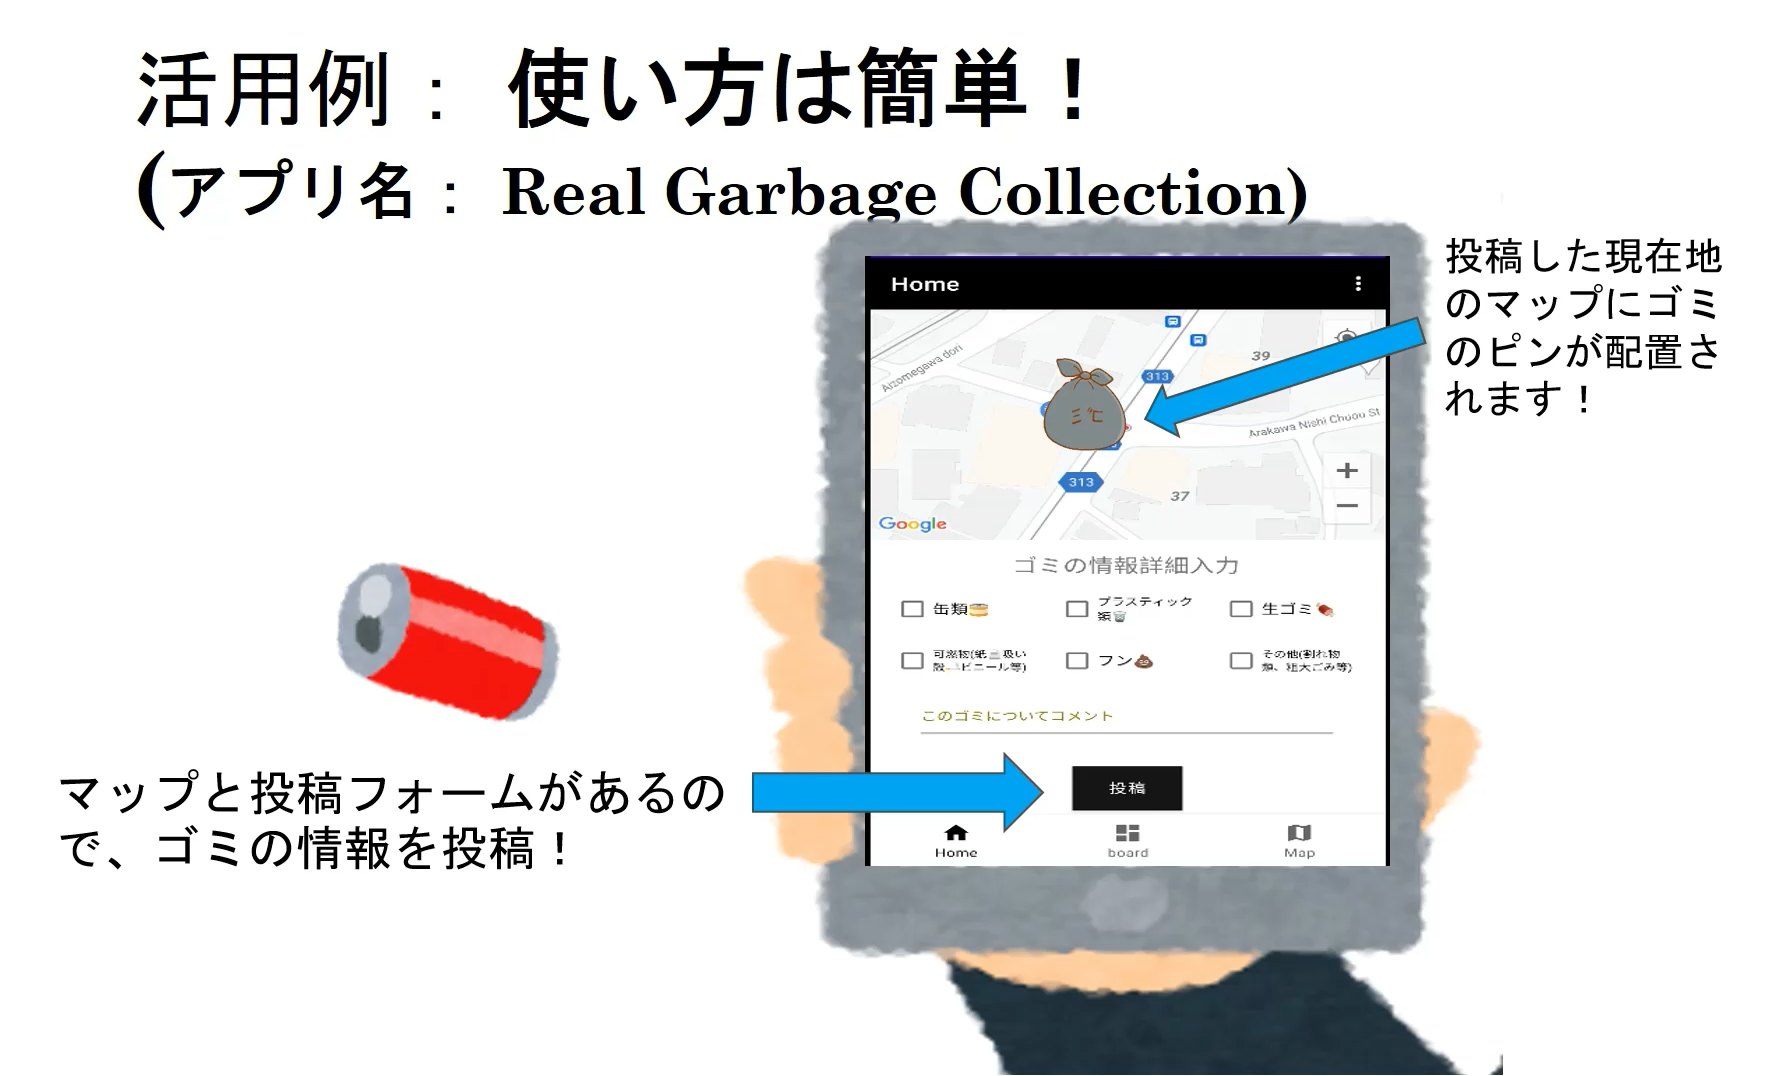 活用例： 使い方は簡単！
(アプリ名： Real Garbage Collection)
投稿した現在地
のマップにゴミ
のピンが配置さ
れます！
Home
Aizomegawa dori
39
313
ゴミ
Arakawa Nishi Chuou St
313
37
+
−
Google
ゴミの情報詳細入力
缶類🥫
プラスティック
類🗑
生ゴミ🍖
可燃物(紙🧻吸い
殻🚬ビニール等)
フン💩
その他(割れ物
類、粗大ごみ等)
このゴミについてコメント
マップと投稿フォームがあるの
で、ゴミの情報を投稿！
投稿
Home
board
Map